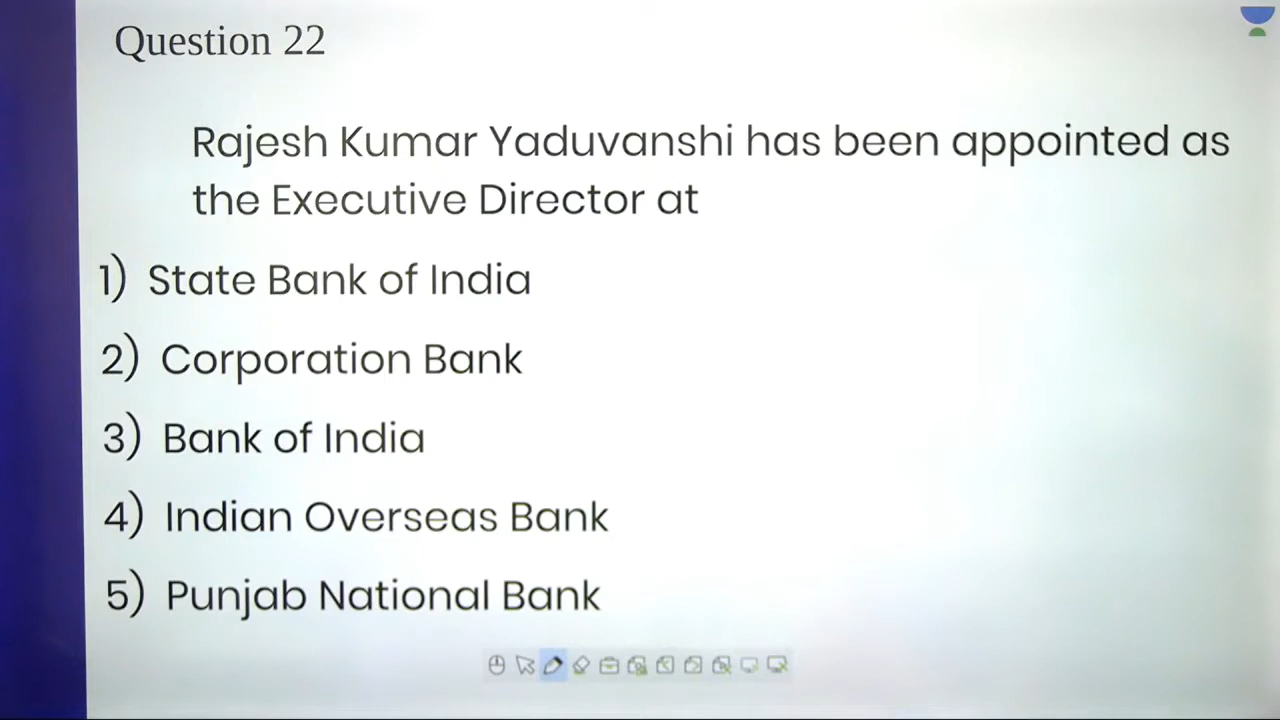 Question 22
Rajesh Kumar Yaduvanshi has been appointed as
the Executive Director at
1) State Bank of India
2) Corporation Bank
3) Bank of India
4) Indian Overseas Bank
5) Punjab National Bank